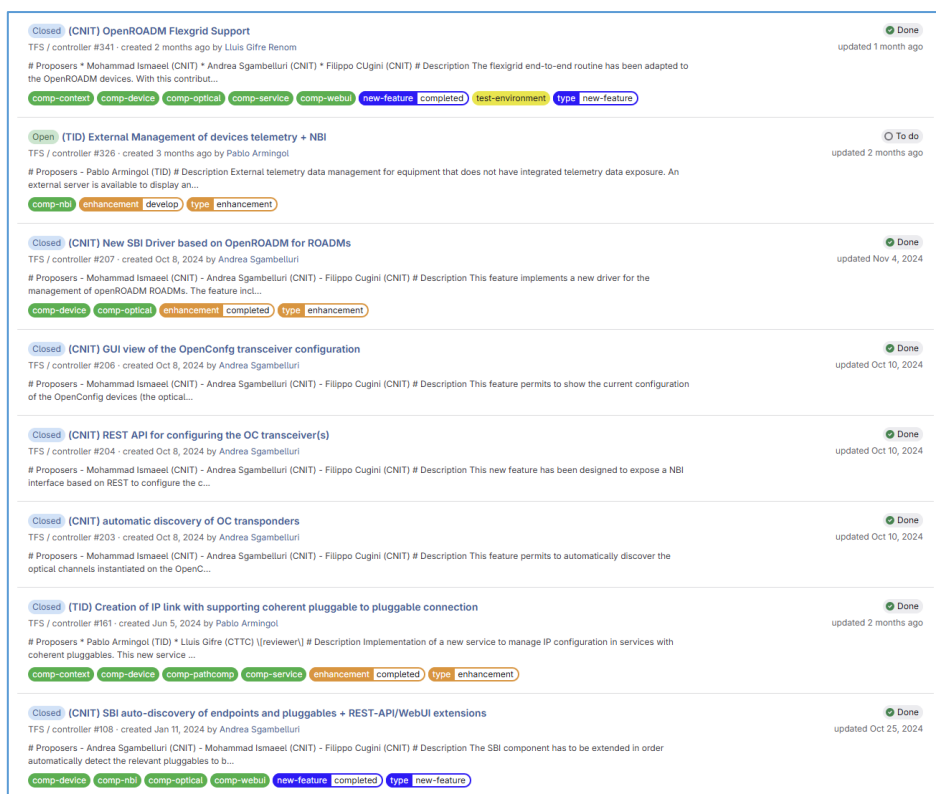 Closed (CNIT) OpenROADM Flexgrid Support Done
TFS / controller #341 · created 2 months ago by Lluis Gifre Renom updated 1 month ago
# Proposers * Mohammad Ismaeel (CNIT) * Andrea Sgambelluri (CNIT) * Filippo CUgini (CNIT) # Description The flexigrid end-to-end routine has been adapted to
the OpenROADM devices. With this contribut...
comp-context comp-device comp-optical comp-service comp-webui new-feature completed test-environment type new-feature
Open (TID) External Management of devices telemetry + NBI To do
TFS / controller #326 · created 3 months ago by Pablo Armingol updated 2 months ago
# Proposers - Pablo Armingol (TID) # Description External telemetry data management for equipment that does not have integrated telemetry data exposure. An
external server is available to display an...
comp-nbi enhancement develop type enhancement
Closed (CNIT) New SBI Driver based on OpenROADM for ROADMs Done
TFS / controller #207 · created Oct 8, 2024 by Andrea Sgambelluri updated Nov 4, 2024
# Proposers - Mohammad Ismaeel (CNIT) - Andrea Sgambelluri (CNIT) - Filippo Cugini (CNIT) # Description This feature implements a new driver for the
management of openROADM ROADMs. The feature incl...
comp-device comp-optical enhancement completed type enhancement
Closed (CNIT) GUI view of the OpenConfg transceiver configuration Done
TFS / controller #206 · created Oct 8, 2024 by Andrea Sgambelluri updated Oct 10, 2024
# Proposers - Mohammad Ismaeel (CNIT) - Andrea Sgambelluri (CNIT) - Filippo Cugini (CNIT) # Description This feature permits to show the current configuration
of the OpenConfig devices (the optical...
Closed (CNIT) REST API for configuring the OC transceiver(s) Done
TFS / controller #204 · created Oct 8, 2024 by Andrea Sgambelluri updated Oct 10, 2024
# Proposers - Mohammad Ismaeel (CNIT) - Andrea Sgambelluri (CNIT) - Filippo Cugini (CNIT) # Description This new feature has been designed to expose a NBI
interface based on REST to configure the c...
Closed (CNIT) automatic discovery of OC transponders Done
TFS / controller #203 · created Oct 8, 2024 by Andrea Sgambelluri updated Oct 10, 2024
# Proposers - Mohammad Ismaeel (CNIT) - Andrea Sgambelluri (CNIT) - Filippo Cugini (CNIT) # Description This feature permits to automatically discover the
optical channels instantiated on the OpenC...
Closed (TID) Creation of IP link with supporting coherent pluggable to pluggable connection Done
TFS / controller #161 · created Jun 5, 2024 by Pablo Armingol updated 2 months ago
# Proposers * Pablo Armingol (TID) * Lluis Gifre (CTTC) \[reviewer\] # Description Implementation of a new service to manage IP configuration in services with
coherent pluggables. This new service ...
comp-context comp-device comp-pathcomp comp-service enhancement completed type enhancement
Closed (CNIT) SBI auto-discovery of endpoints and pluggables + REST-API/WebUI extensions Done
TFS / controller #108 · created Jan 11, 2024 by Andrea Sgambelluri updated Oct 25, 2024
# Proposers - Andrea Sgambelluri (CNIT) - Mohammad Ismaeel (CNIT) - Filippo Cugini (CNIT) # Description The SBI component has to be extended in order
automatically detect the relevant pluggables to b...
comp-device comp-nbi comp-optical comp-webui new-feature completed type new-feature